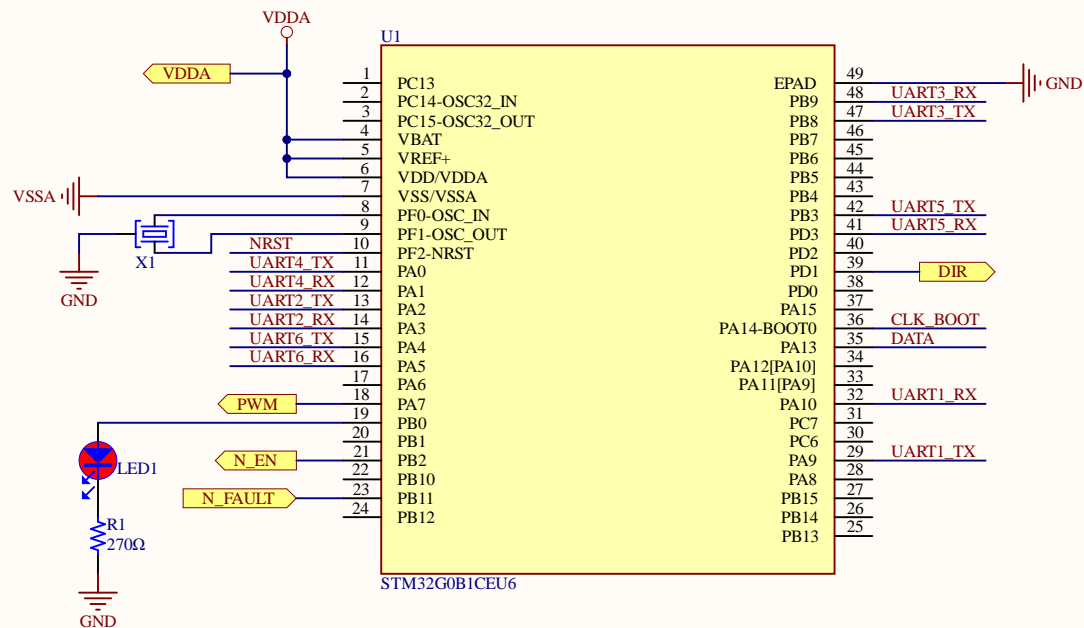 VDDA
U1
VDDA
1 PC13
2 PC14-OSC32_IN
3 PC15-OSC32_OUT
4 VBAT
5 VREF+
6 VDD/VDDA
VSSA 7 VSS/VSSA
8 PF0-OSC_IN
9 PF1-OSC_OUT
X1
GND
NRST 10 PF2-NRST
UART4_TX 11 PA0
UART4_RX 12 PA1
UART2_TX 13 PA2
UART2_RX 14 PA3
UART6_TX 15 PA4
UART6_RX 16 PA5
17 PA6
PWM 18 PA7
19 PB0
20 PB1
N_EN 21 PB2
22 PB10
N_FAULT 23 PB11
24 PB12
LED1
R1
270Ω
GND
EPAD 49 GND
PB9 48 UART3_RX
PB8 47 UART3_TX
PB7 46
PB6 45
PB5 44
PB4 43
PB3 42 UART5_TX
PD3 41 UART5_RX
PD2 40
PD1 39 DIR
PD0 38
PA15 37
PA14-BOOT0 36 CLK_BOOT
PA13 35 DATA
PA12[PA10] 34
PA11[PA9] 33
PA10 32 UART1_RX
PC7 31
PC6 30
PA9 29 UART1_TX
PA8 28
PB15 27
PB14 26
PB13 25
STM32G0B1CEU6